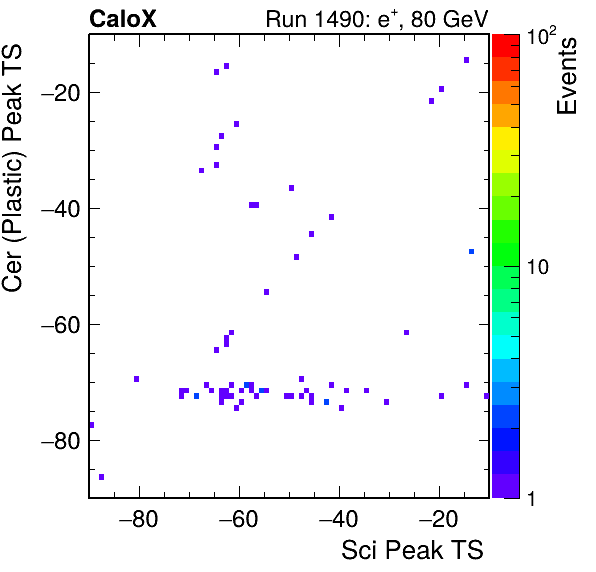 CaloX Run 1490: e⁺, 80 GeV
Cer (Plastic) Peak TS
−20
−40
−60
−80
−80 −60 −40 −20
Sci Peak TS
10²
10
1
Events